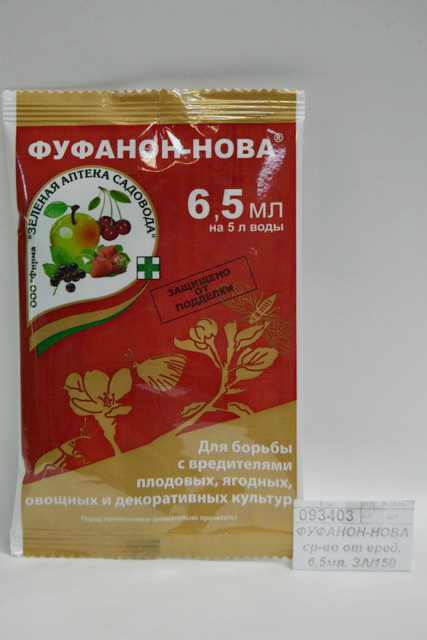 ФУФАНОН-НОВА®
ООО "Фирма "ЗЕЛЕНАЯ АПТЕКА САДОВОДА"
6,5 мл
на 5 л воды
ЗАЩИЩЕНО
ОТ
ПОДДЕЛКИ
Для борьбы
с вредителями
плодовых, ягодных,
овощных и декоративных культур
Перед применением внимательно прочитать!
093403
шт
ФУФАНОН-НОВА
ср-во от вред.
6,5мл. ЗА/150